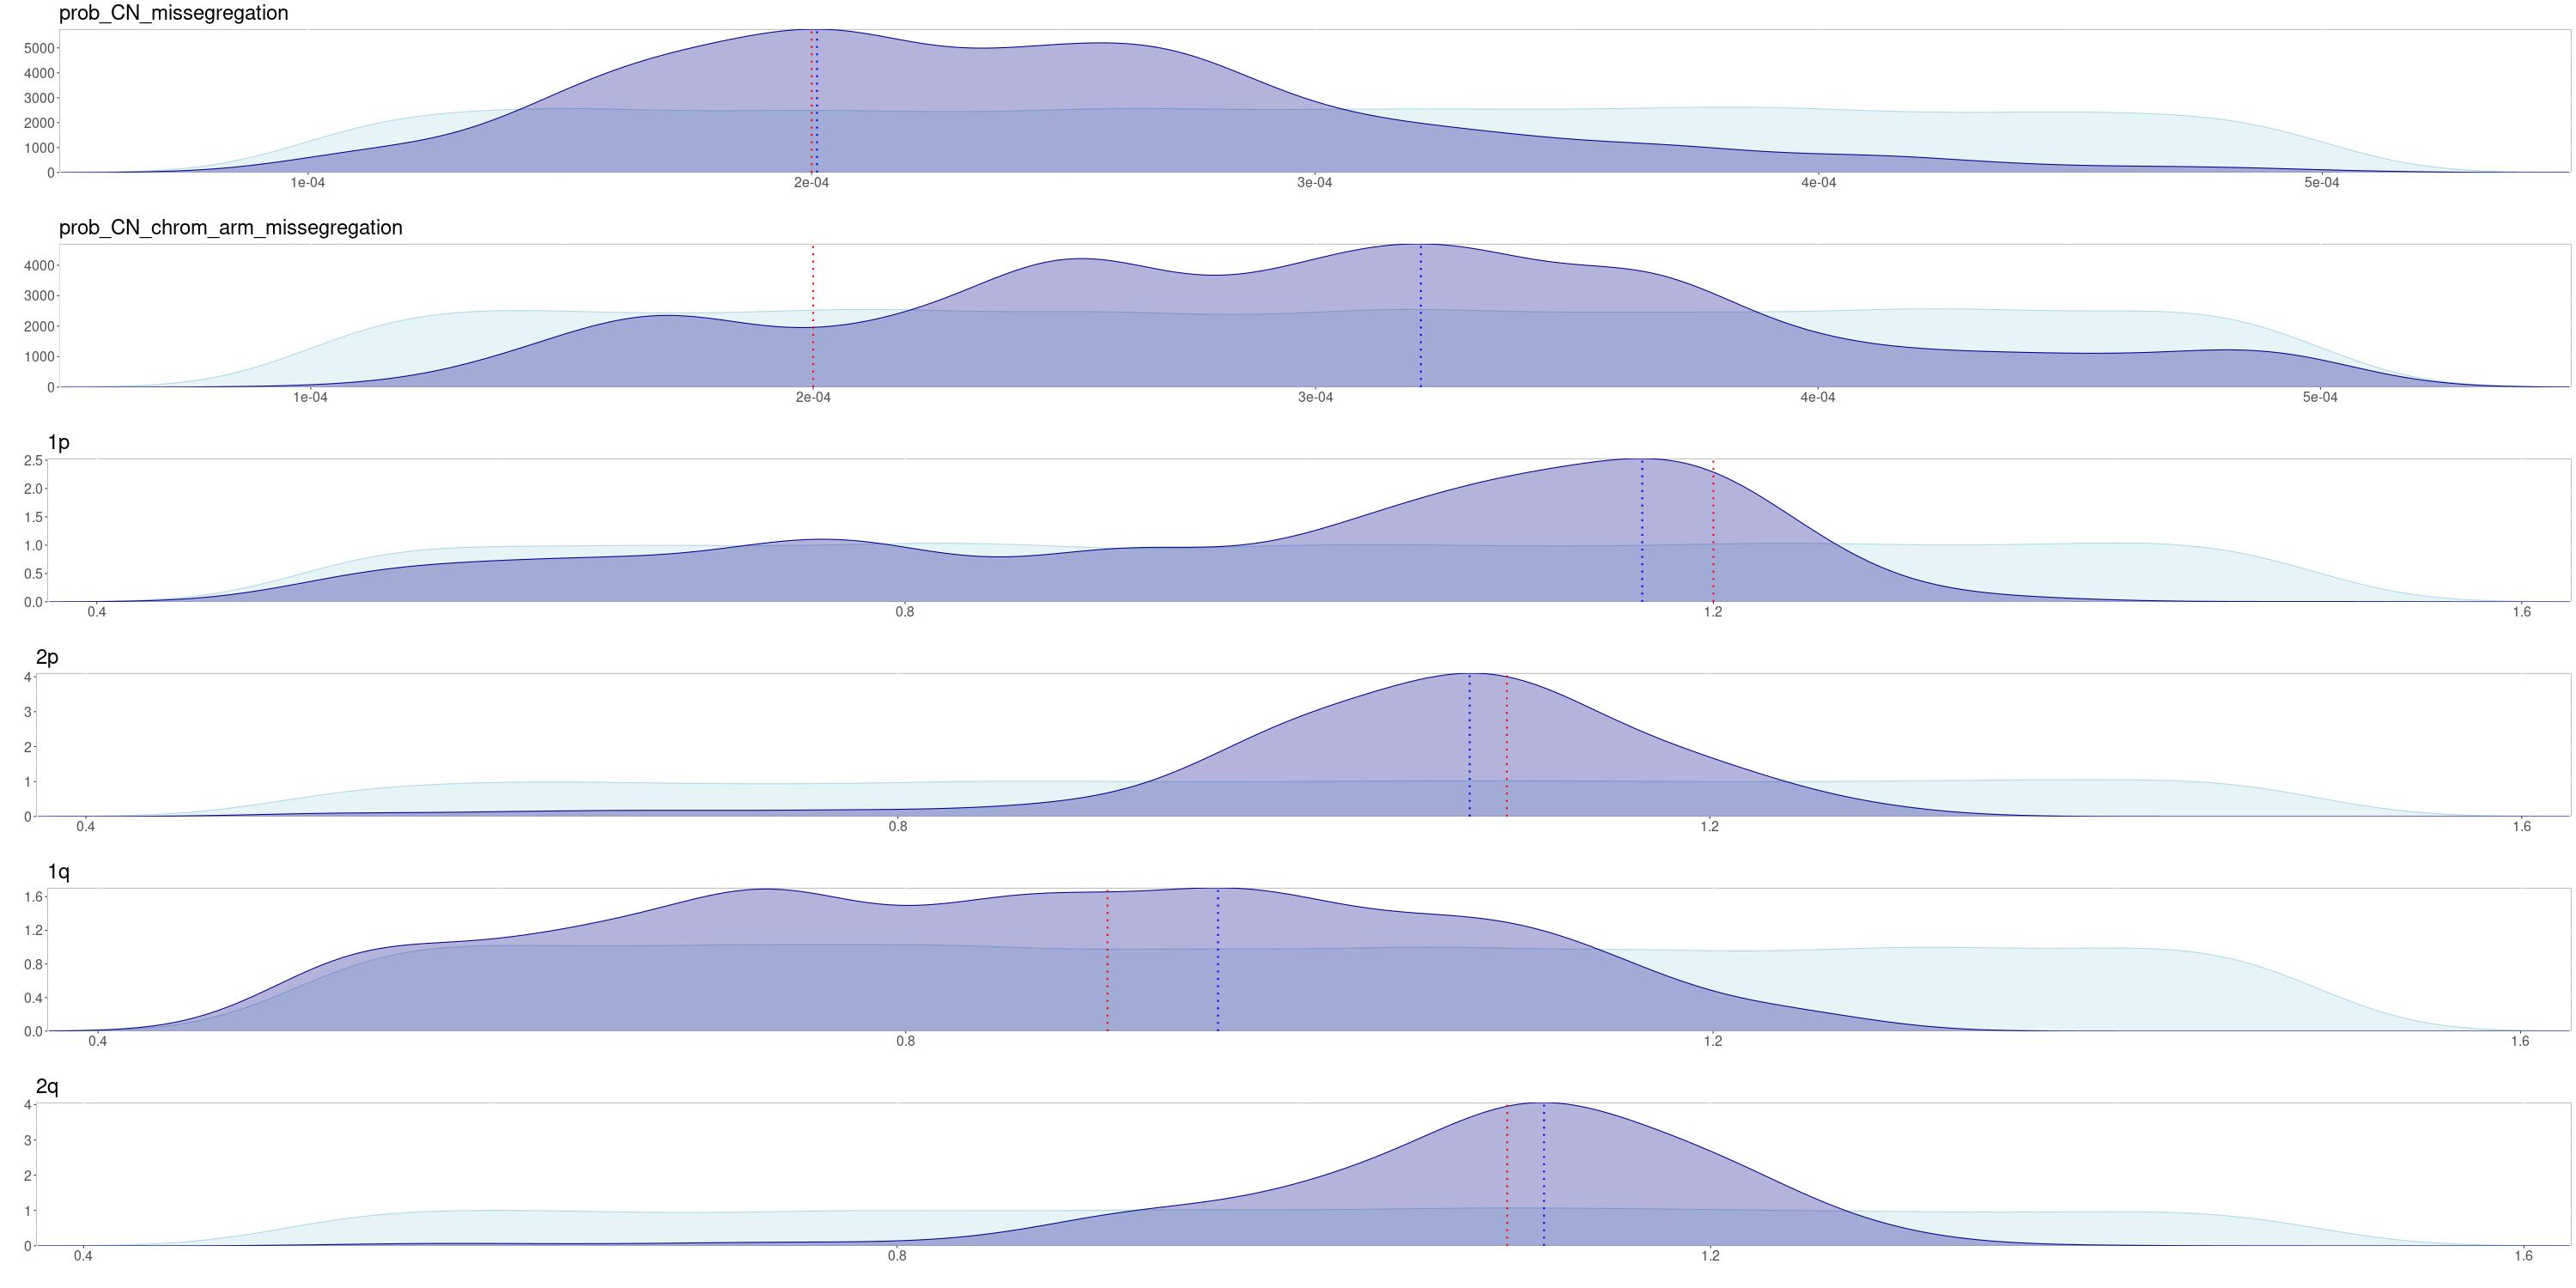 prob_CN_missegregation
5000
4000
3000
2000
1000
0
1e-04 2e-04 3e-04 4e-04 5e-04
prob_CN_chrom_arm_missegregation
4000
3000
2000
1000
0
1e-04 2e-04 3e-04 4e-04 5e-04
1p
2.5
2.0
1.5
1.0
0.5
0.0
0.4 0.8 1.2 1.6
2p
4
3
2
1
0
0.4 0.8 1.2 1.6
1q
1.6
1.2
0.8
0.4
0.0
0.4 0.8 1.2 1.6
2q
4
3
2
1
0
0.4 0.8 1.2 1.6